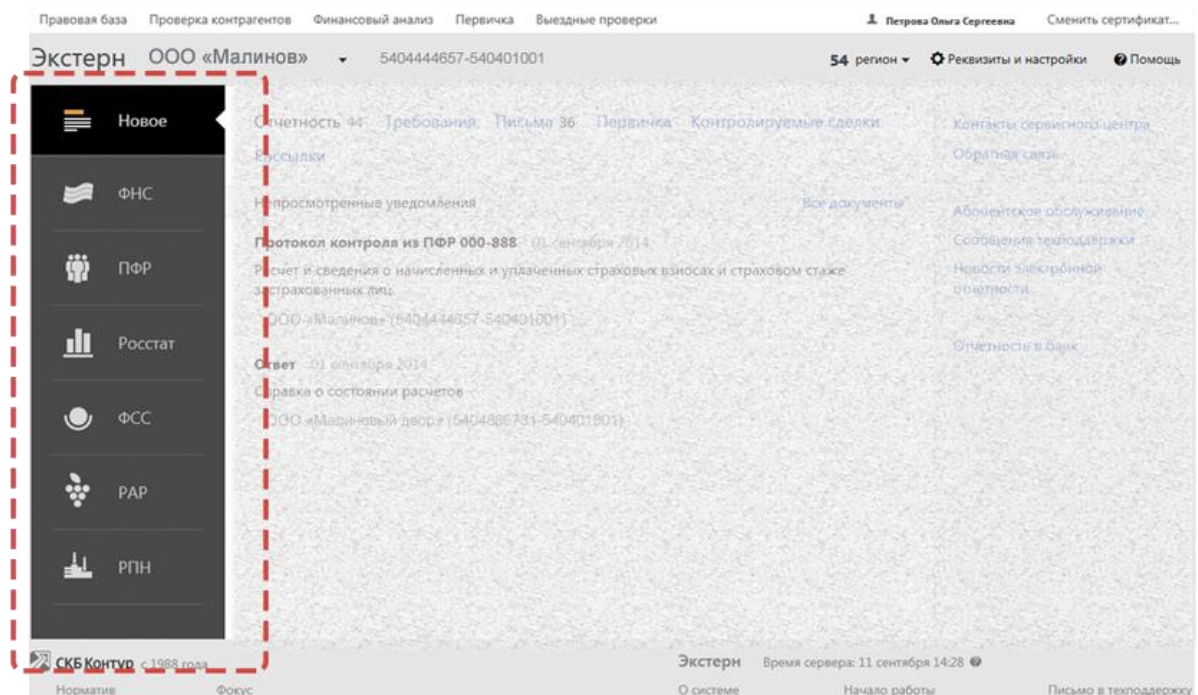 Правовая база Проверка контрагентов Финансовый анализ Первичка Выездные проверки Петрова Ольга Сергеевна Сменить сертификат...
Экстерн ООО «Малинов» 5404444657-540401001 54 регион Реквизиты и настройки Помощь
Новое
ФНС
ПФР
Росстат
ФСС
РАР
РПН
Отчетность 44 Требования Письма 36 Первичка Контролируемые сделки
Рассылки
Непросмотренные уведомления Все документы
Протокол контроля из ПФР 000-888 01 сентября 2014
Расчет и сведения о начисленных и уплаченных страховых взносах и страховом стаже
застрахованных лиц
ООО «Малинов» (5404444657-540401001)
Ответ 01 сентября 2014
Справка о состоянии расчетов
ООО «Малиновый двор»
Контакты сервисного центра
Обратная связь
Абонентское обслуживание
Сообщения техподдержки
Новости электронной
отчетности
Отчетность в банк
СКБ Контур с 1988 года Экстерн Время сервера: 11 сентября 14:28
Норматив Фокус О системе Начало работы Письмо в техподдержку